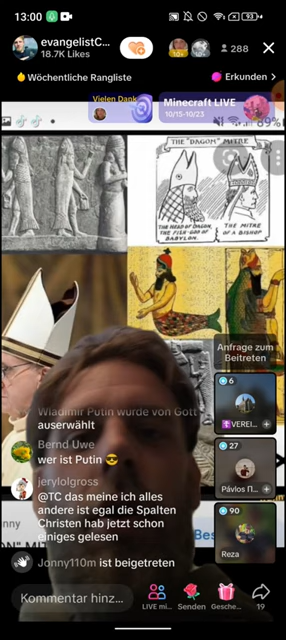 13:00
93
evangelistC...
18.7K Likes
288
Wöchentliche Rangliste
Erkunden >
Vielen Dank
Minecraft LIVE
10/15-10/23
89%
THE "DAGON" MITRE
THE HEAD OF DAGON,
THE FISH-GOD OF
BABYLON.
THE MITRE
OF A BISHOP
Anfrage zum
Beitreten
6
VEREI...
27
Pávlos Π...
90
Reza
Wladimir Putin wurde von Gott
auserwählt
Bernd Uwe
wer ist Putin 😎
jerylolgross
@TC das meine ich alles
andere ist egal die Spalten
Christen hab jetzt schon
einiges gelesen
Jonny110m ist beigetreten
Kommentar hinz...
LIVE mi...
Senden
Gesche...
19